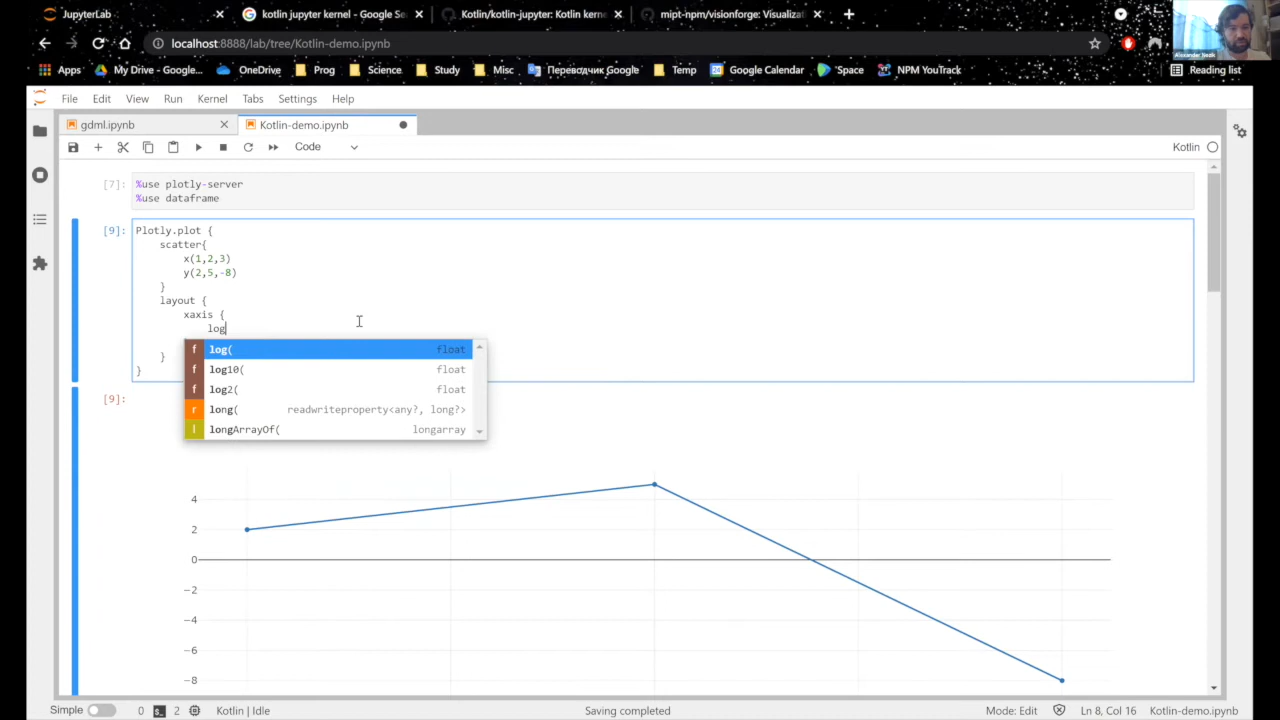 JupyterLab
kotlin jupyter kernel - Google Se
Kotlin/kotlin-jupyter: Kotlin kern
mipt-npm/visionforge: Visualizat
localhost:8888/lab/tree/Kotlin-demo.ipynb
Apps
My Drive - Google...
OneDrive
Prog
Science
Study
Misc
Переводчик Google
Temp
Google Calendar
Space
NPM YouTrack
Reading list
File Edit View Run Kernel Tabs Settings Help
gdml.ipynb
Kotlin-demo.ipynb
Code
Kotlin
[7]:
%use plotly-server
%use dataframe
[9]:
Plotly.plot {
scatter{
x(1,2,3)
y(2,5,-8)
}
layout {
xaxis {
log
}
}
log( float
log10( float
log2( float
long( readwriteproperty<any?, long?>
longArrayOf( longarray
[9]:
4
2
0
−2
−4
−6
−8
Simple
0
2
Kotlin | Idle
Saving completed
Mode: Edit
Ln 8, Col 16
Kotlin-demo.ipynb